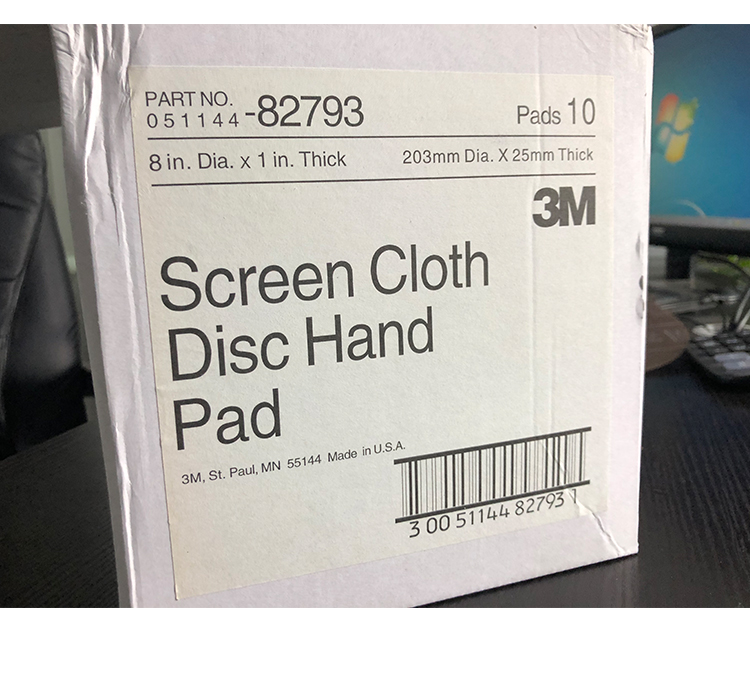 PART NO.
051144-82793
Pads 10
8 in. Dia. x 1 in. Thick
203mm Dia. X 25mm Thick
3M
Screen Cloth
Disc Hand
Pad
3M, St. Paul, MN 55144 Made in U.S.A.
3 00 51144 82793 1